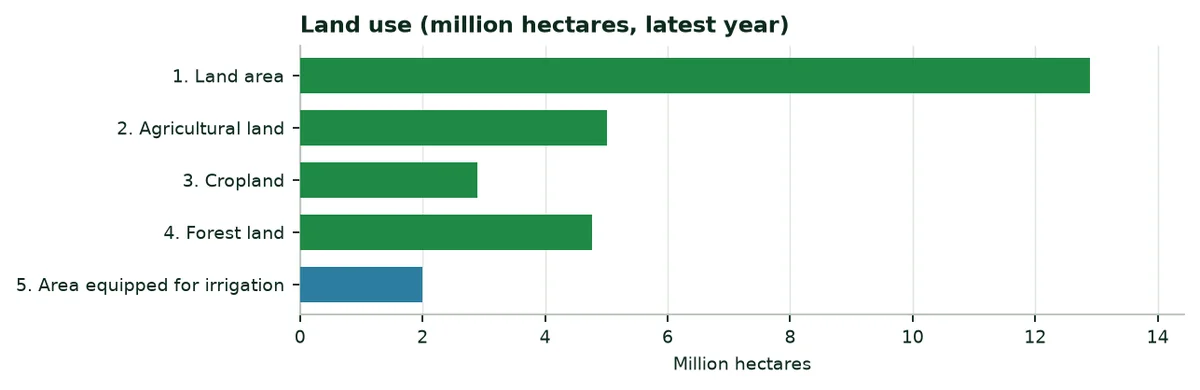 Land use (million hectares, latest year)
1. Land area
2. Agricultural land
3. Cropland
4. Forest land
5. Area equipped for irrigation
0 2 4 6 8 10 12 14
Million hectares